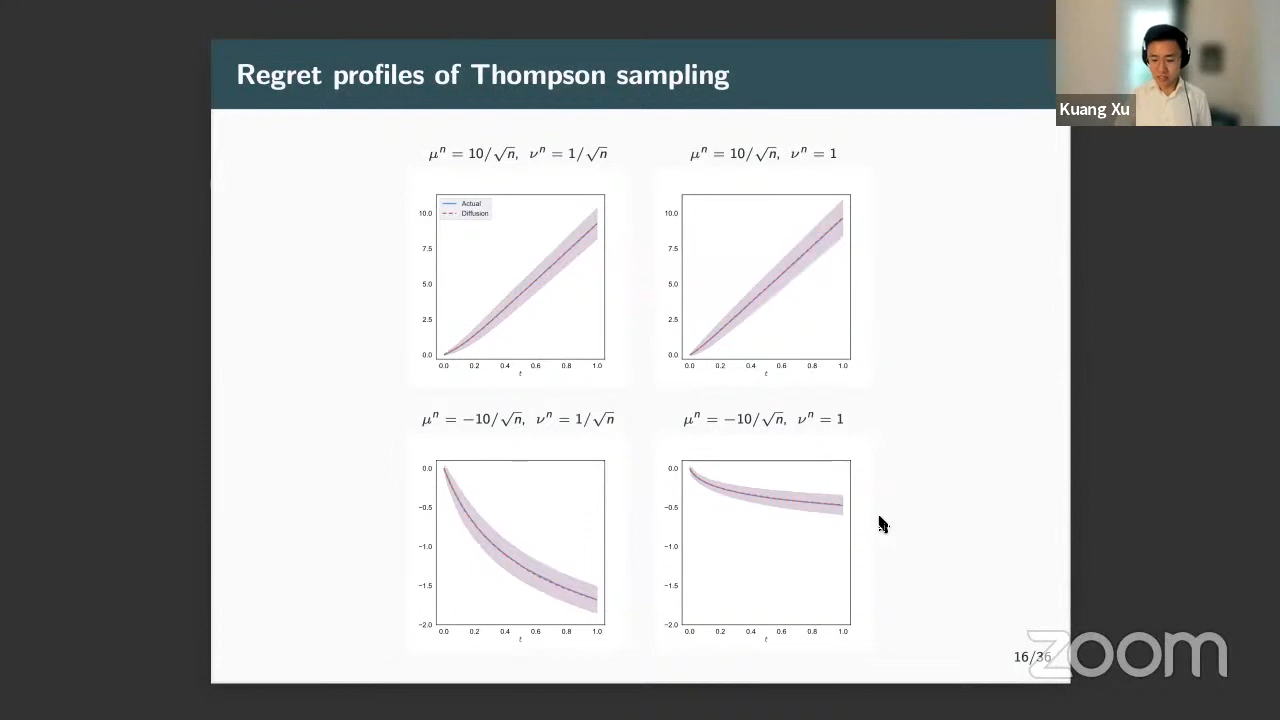 Regret profiles of Thompson sampling
Kuang Xu
μⁿ = 10/√n, νⁿ = 1/√n
10.0
7.5
5.0
2.5
0.0
Actual
Diffusion
0.0 0.2 0.4 0.6 0.8 1.0
t
μⁿ = 10/√n, νⁿ = 1
10.0
7.5
5.0
2.5
0.0
0.0 0.2 0.4 0.6 0.8 1.0
t
μⁿ = −10/√n, νⁿ = 1/√n
0.0
−0.5
−1.0
−1.5
−2.0
0.0 0.2 0.4 0.6 0.8 1.0
t
μⁿ = −10/√n, νⁿ = 1
0.0
−0.5
−1.0
−1.5
−2.0
0.0 0.2 0.4 0.6 0.8 1.0
t
16/36
zoom